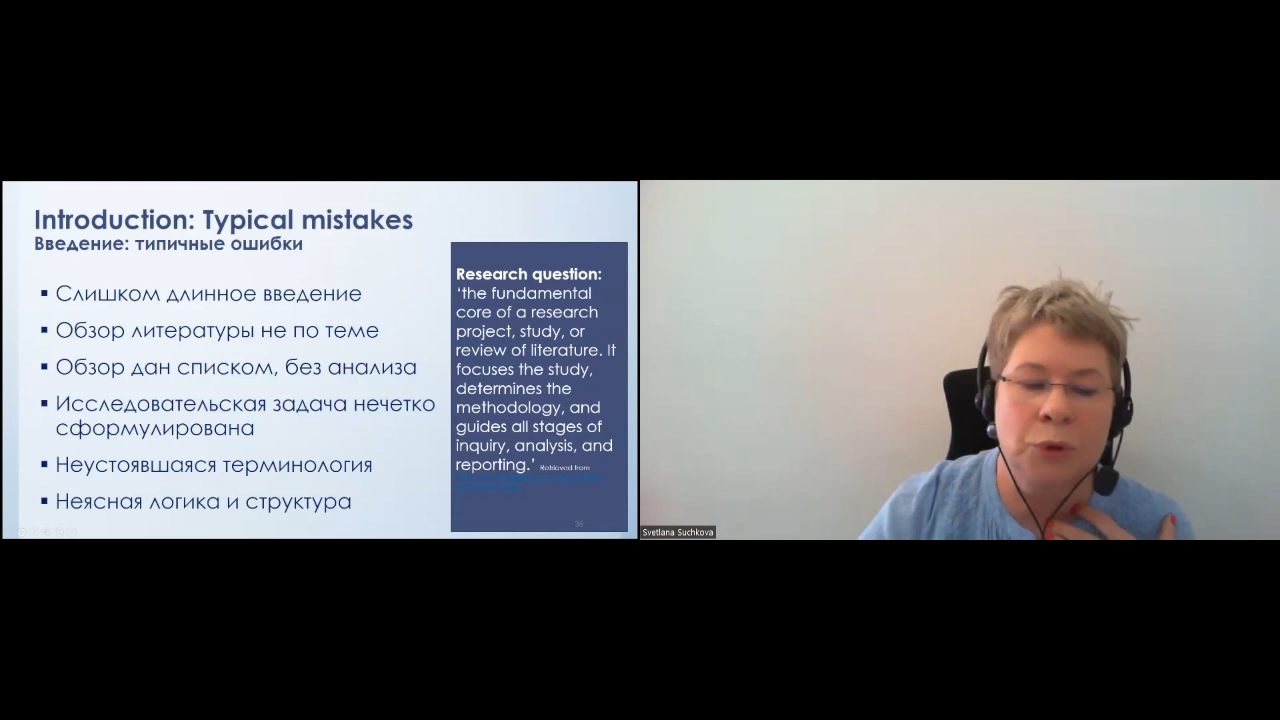 Introduction: Typical mistakes
Введение: типичные ошибки
▪ Слишком длинное введение
▪ Обзор литературы не по теме
▪ Обзор дан списком, без анализа
▪ Исследовательская задача нечетко
сформулирована
▪ Неустоявшаяся терминология
▪ Неясная логика и структура
Research question:
‘the fundamental
core of a research
project, study, or
review of literature. It
focuses the study,
determines the
methodology, and
guides all stages of
inquiry, analysis, and
reporting.’ Retrieved from
36
Svetlana Suchkova